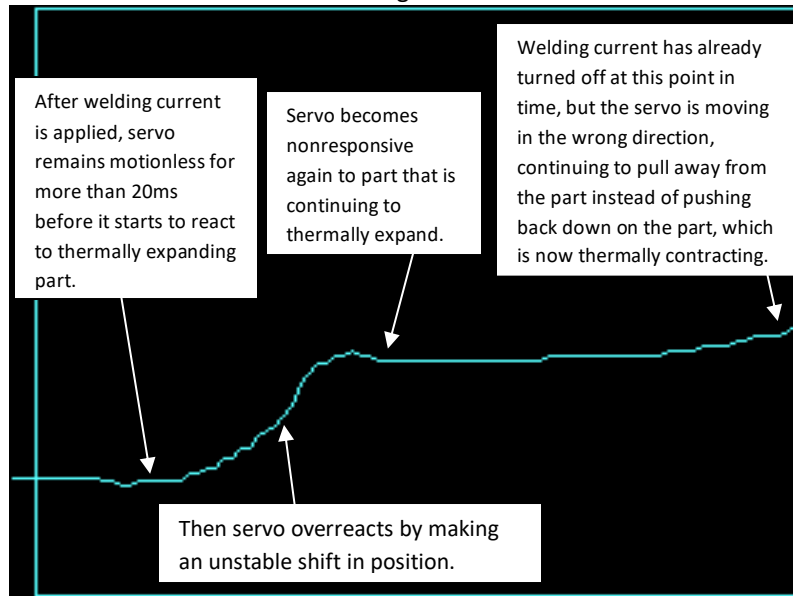 After welding current
is applied, servo
remains motionless for
more than 20ms
before it starts to react
to thermally expanding
part.
Servo becomes
nonresponsive
again to part that is
continuing to
thermally expand.
Welding current has already
turned off at this point in
time, but the servo is moving
in the wrong direction,
continuing to pull away from
the part instead of pushing
back down on the part, which
is now thermally contracting.
Then servo overreacts by making
an unstable shift in position.